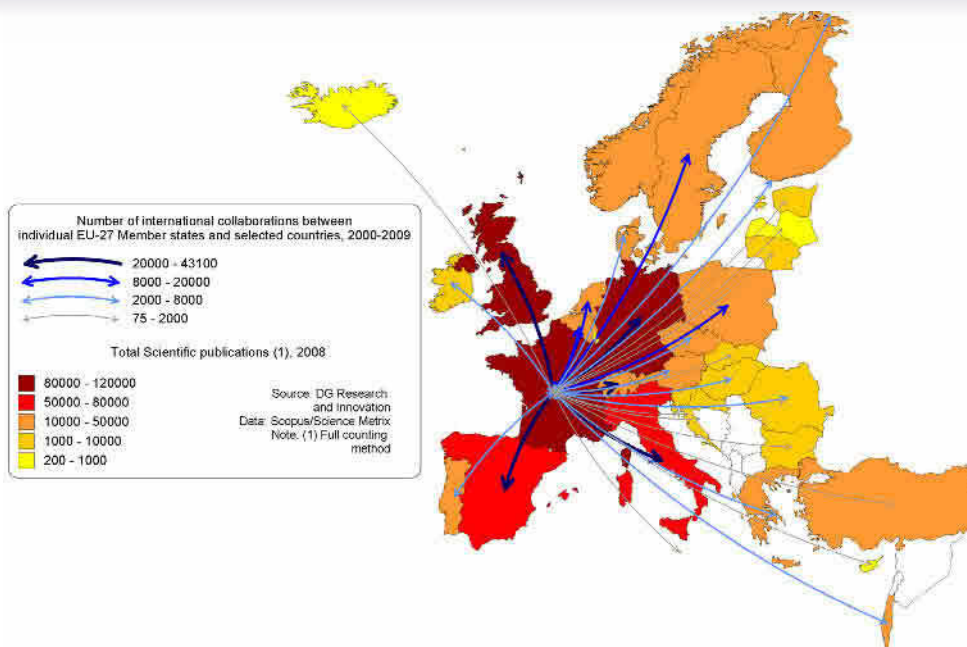 Number of international collaborations between
individual EU-27 Member states and selected countries, 2000-2009
20000 - 43100
8000 - 20000
2000 - 8000
75 - 2000
Total Scientific publications (1), 2008
80000 - 120000
50000 - 80000
10000 - 50000
1000 - 10000
200 - 1000
Source: DG Research
and Innovation
Data: Scopus/Science Metrix
Note: (1) Full counting
method